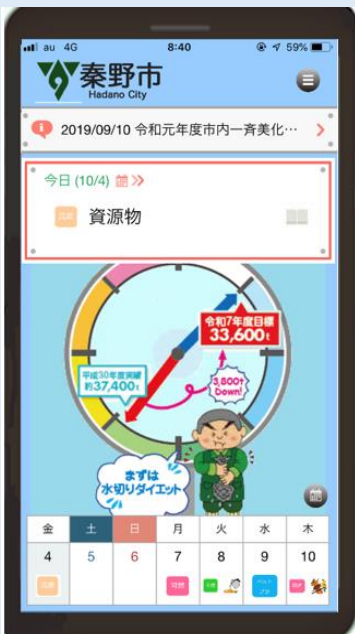 au 4G 8:40 59%
秦野市
Hadano City
2019/09/10 令和元年度市内一斉美化…
今日 (10/4)
資源 資源物
令和7年度目標
33,600t
平成30年度実績
約37,400t
3,800t
Down!
まずは
水切りダイエット
金 土 日 月 火 水 木
4 5 6 7 8 9 10